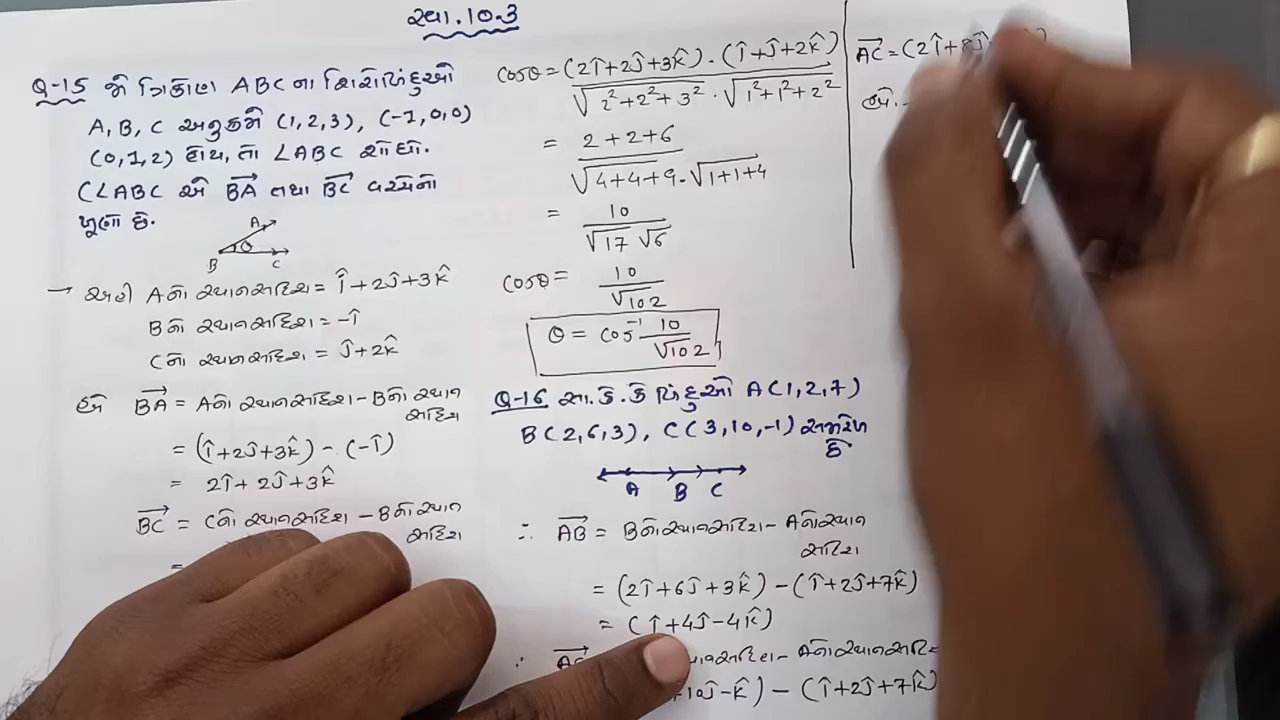 સ્વા.10.3
Q-15 જો ત્રિકોણ ABC ના શિરોબિંદુઓ
A, B, C અનુક્રમે (1,2,3), (-1,0,0)
(0,1,2) હોય, તો ∠ABC શોધો.
(∠ABC એ BA→ તથા BC→ વચ્ચેનો
ખૂણો છે.
A
B θ C
→ અહીં A નો સ્થાનસદિશ = î+2ĵ+3k̂
B નો સ્થાનસદિશ = -î
C નો સ્થાનસદિશ = ĵ+2k̂
હવે BA→ = A નો સ્થાનસદિશ - B નો સ્થાન
સદિશ
= (î+2ĵ+3k̂) - (-î)
= 2î+2ĵ+3k̂
BC→ = C નો સ્થાનસદિશ - B નો સ્થાન
સદિશ
=
cosθ = (2î+2ĵ+3k̂) . (î+ĵ+2k̂)
√2²+2²+3² . √1²+1²+2²
= 2+2+6
√4+4+9 . √1+1+4
= 10
√17 √6
cosθ = 10
√102
θ = cos⁻¹ 10
√102
Q-16 સા.કે.કે બિંદુઓ A(1,2,7)
B(2,6,3), C(3,10,-1) સમરેખ
છે
A B C
∴ AB→ = B નો સ્થાનસદિશ - A નો સ્થાન
સદિશ
= (2î+6ĵ+3k̂) - (î+2ĵ+7k̂)
= (î+4ĵ-4k̂)
∴ સ્થાનસદિશ - A નો સ્થાનસદિશ
+10ĵ-k̂) - (î+2ĵ+7k̂)
AC→ = (2î+8ĵ
હવે